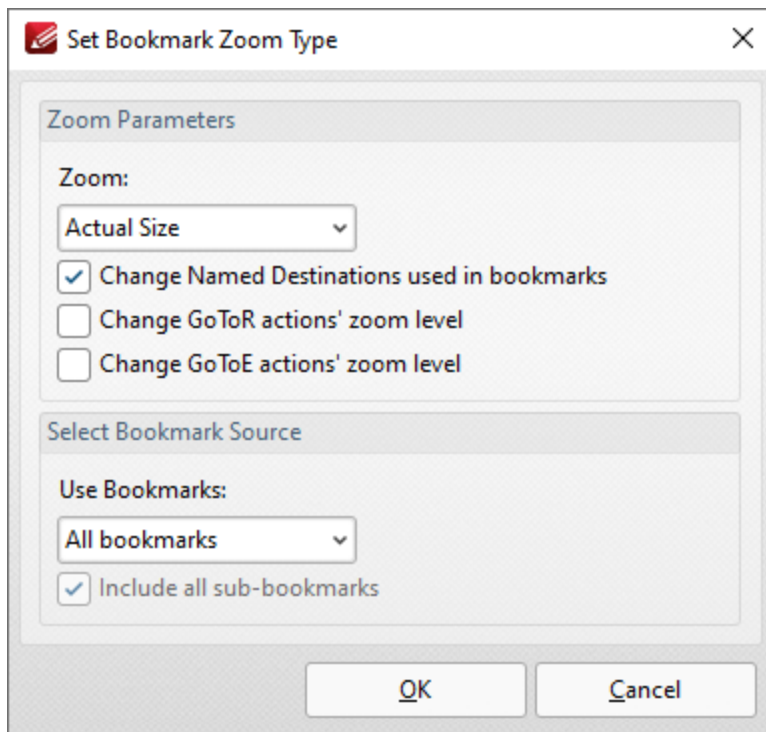 Set Bookmark Zoom Type
Zoom Parameters
Zoom:
Actual Size
Change Named Destinations used in bookmarks
Change GoToR actions' zoom level
Change GoToE actions' zoom level
Select Bookmark Source
Use Bookmarks:
All bookmarks
Include all sub-bookmarks
OK Cancel